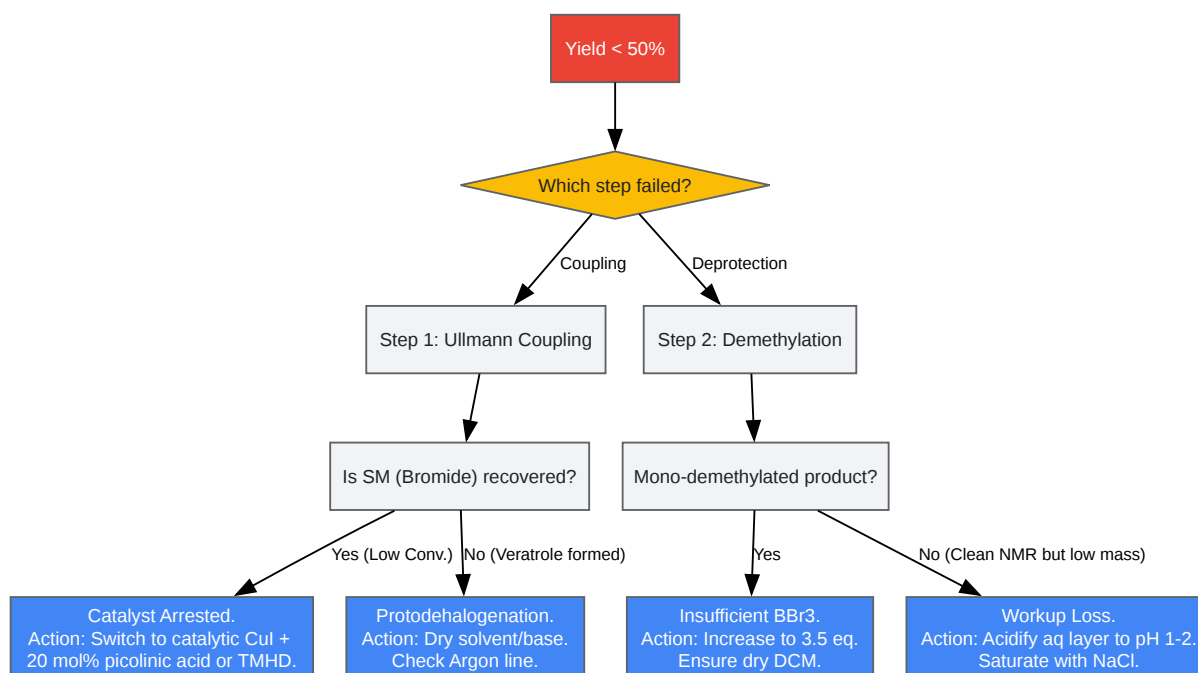 Yield < 50%
Which step failed?
Coupling
Deprotection
Step 1: Ullmann Coupling
Step 2: Demethylation
Is SM (Bromide) recovered?
Mono-demethylated product?
Yes (Low Conv.)
No (Veratrole formed)
Yes
No (Clean NMR but low mass)
Catalyst Arrested.
Action: Switch to catalytic CuI +
20 mol% picolinic acid or TMHD.
Protodehalogenation.
Action: Dry solvent/base.
Check Argon line.
Insufficient BBr3.
Action: Increase to 3.5 eq.
Ensure dry DCM.
Workup Loss.
Action: Acidify aq layer to pH 1-2.
Saturate with NaCl.